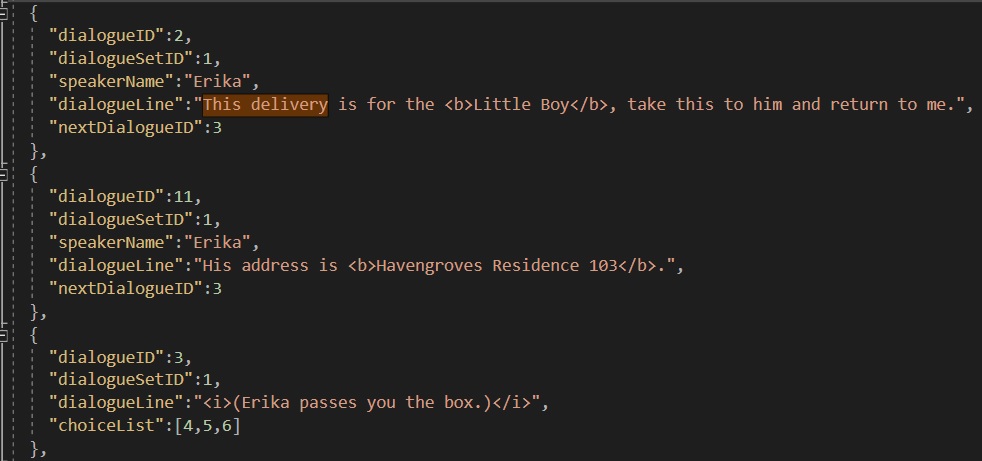 {
"dialogueID":2,
"dialogueSetID":1,
"speakerName":"Erika",
"dialogueLine":"This delivery is for the <b>Little Boy</b>, take this to him and return to me.",
"nextDialogueID":3
},
{
"dialogueID":11,
"dialogueSetID":1,
"speakerName":"Erika",
"dialogueLine":"His address is <b>Havengroves Residence 103</b>.",
"nextDialogueID":3
},
{
"dialogueID":3,
"dialogueSetID":1,
"dialogueLine":"<i>(Erika passes you the box.)</i>",
"choiceList":[4,5,6]
},